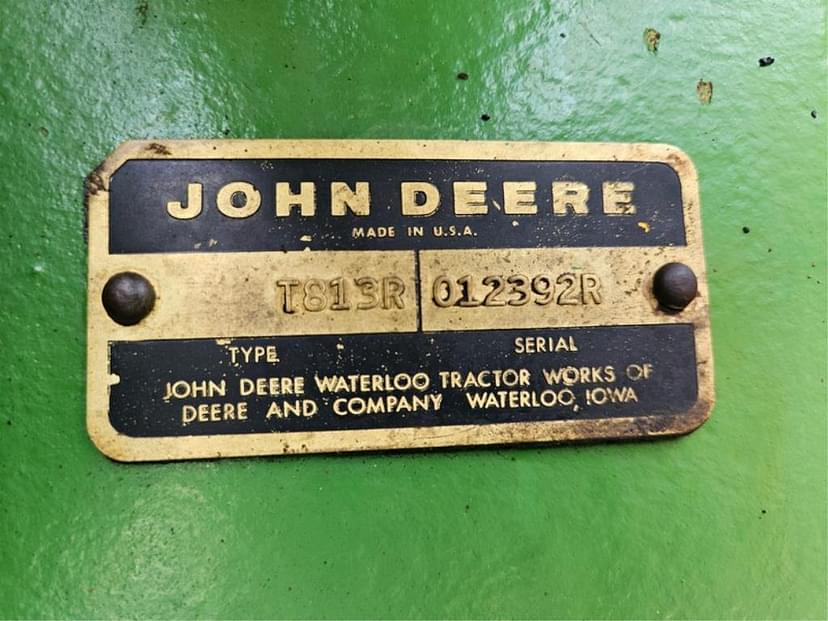 JOHN DEERE
MADE IN U.S.A.
T813R 012392R
TYPE SERIAL
JOHN DEERE WATERLOO TRACTOR WORKS OF
DEERE AND COMPANY WATERLOO, IOWA